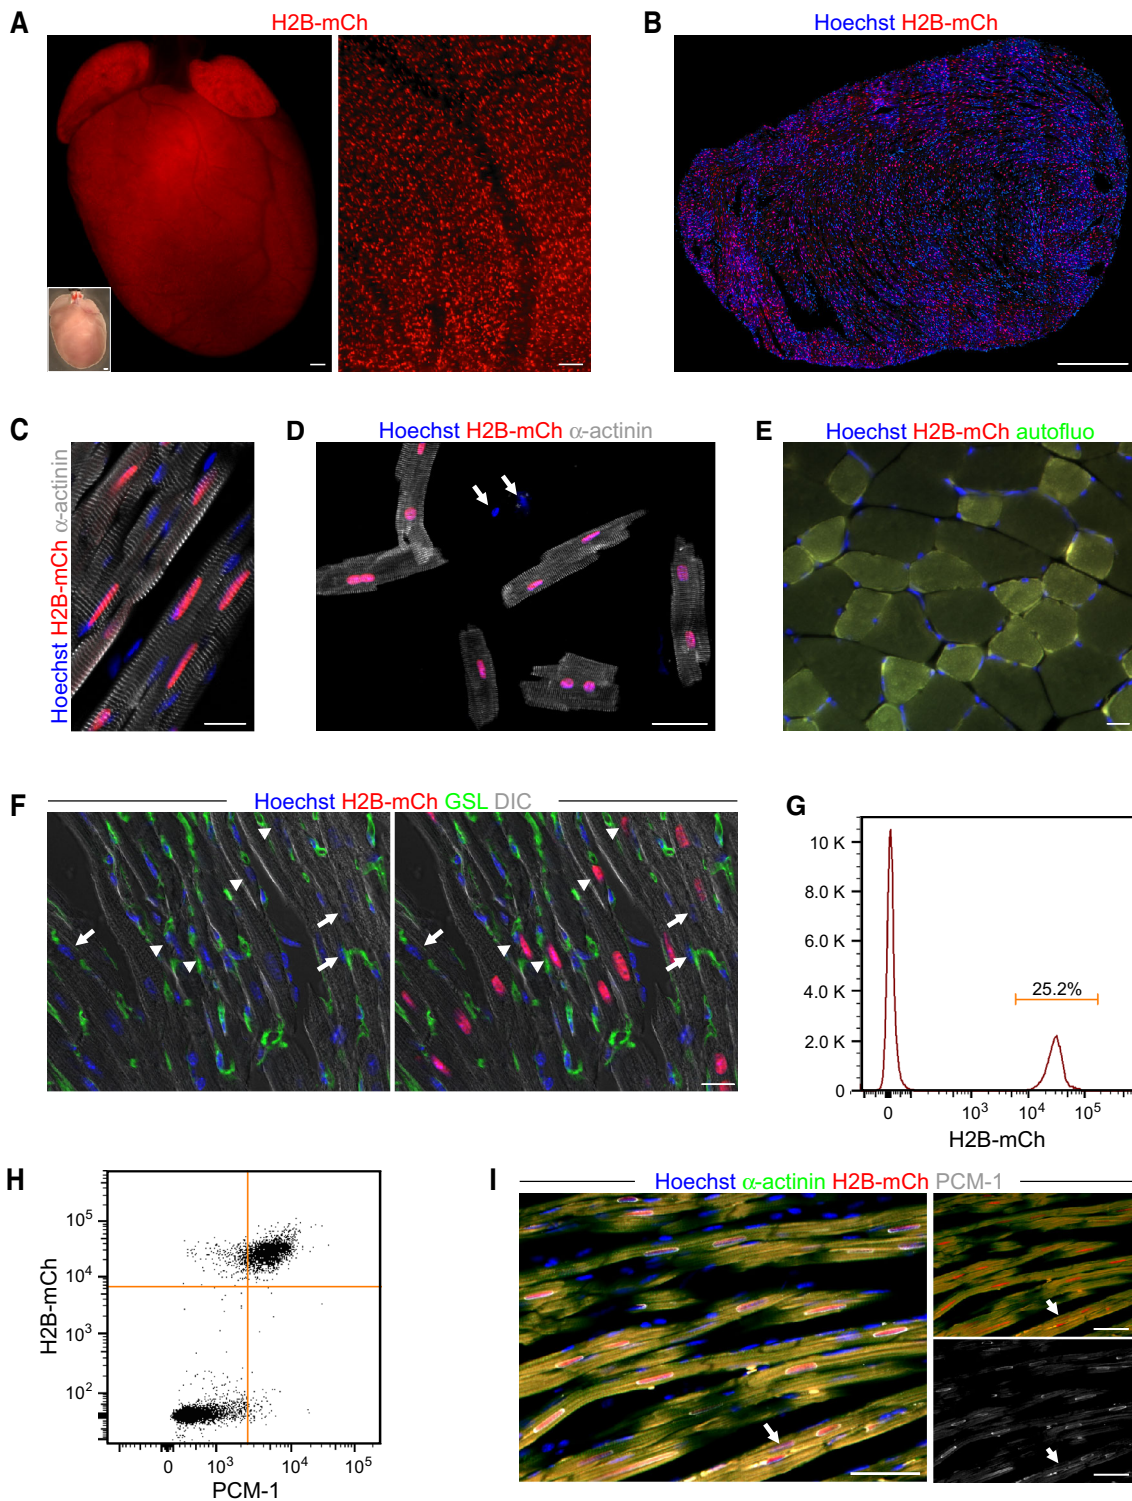 A
H2B-mCh
B
Hoechst H2B-mCh
C
Hoechst H2B-mCh α-actinin
D
Hoechst H2B-mCh α-actinin
E
Hoechst H2B-mCh autofluo
F
Hoechst H2B-mCh GSL DIC
G
10 K
8.0 K
6.0 K
4.0 K
2.0 K
0
25.2%
0 10³ 10⁴ 10⁵
H2B-mCh
H
H2B-mCh
10⁵
10⁴
10³
10²
0 10³ 10⁴ 10⁵
PCM-1
I
Hoechst α-actinin H2B-mCh PCM-1